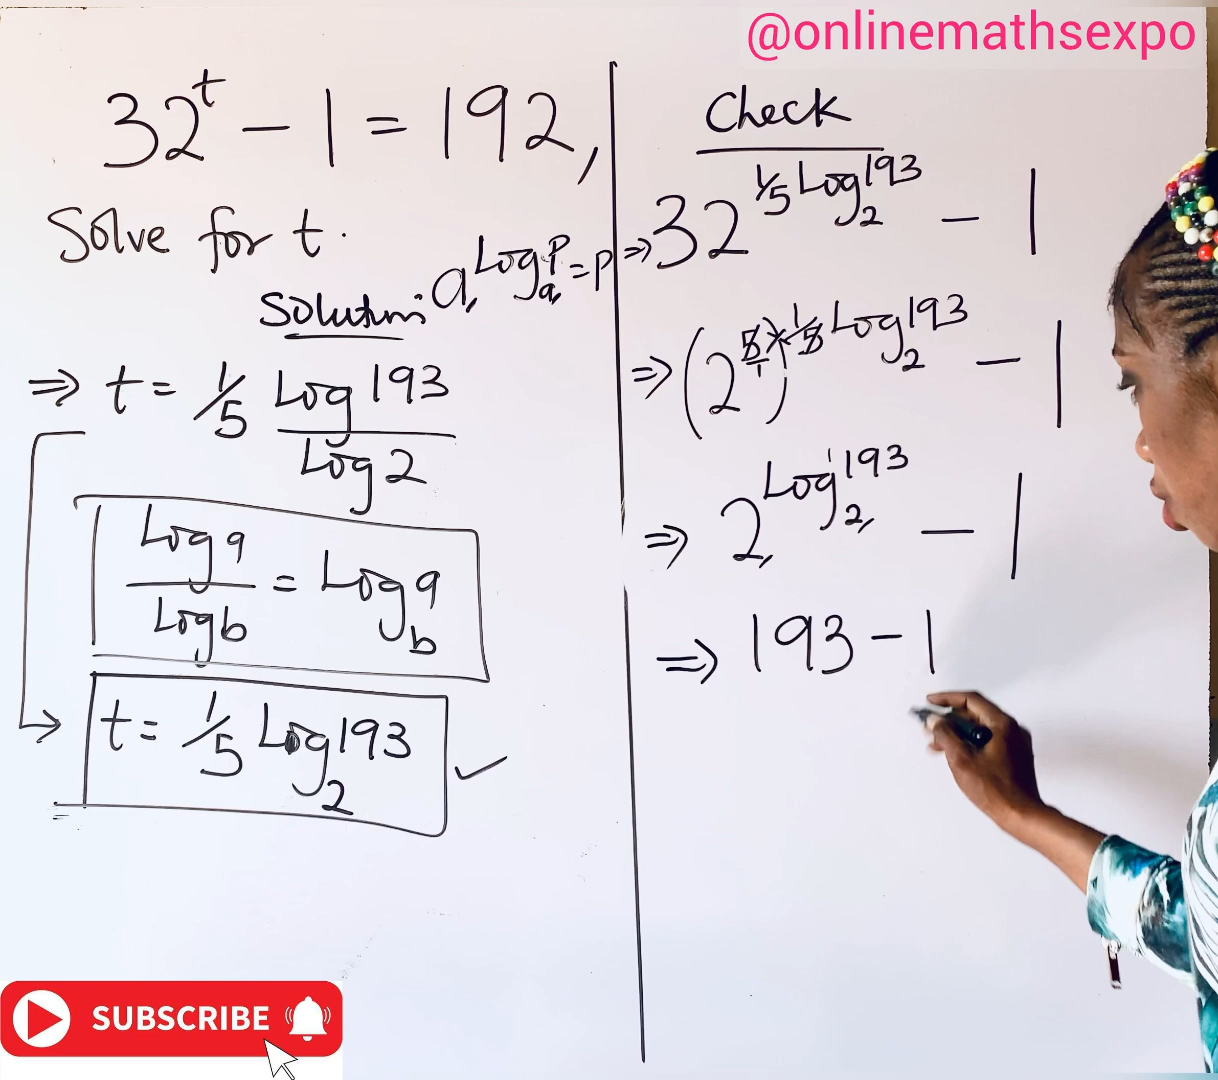 @onlinemathsexpo
32^t - 1 = 192,
Solve for t.
Solution:
a^Log_a P = P
⇒ t = 1/5 Log 193 / Log 2
Log a / Log b = Log_b a
t = 1/5 Log_2 193 ✓
Check
⇒ 32^(1/5 Log_2 193) - 1
⇒ (2^(5/1))^(× 1/5 Log_2 193) - 1
⇒ 2^(Log_2 193) - 1
⇒ 193 - 1
SUBSCRIBE